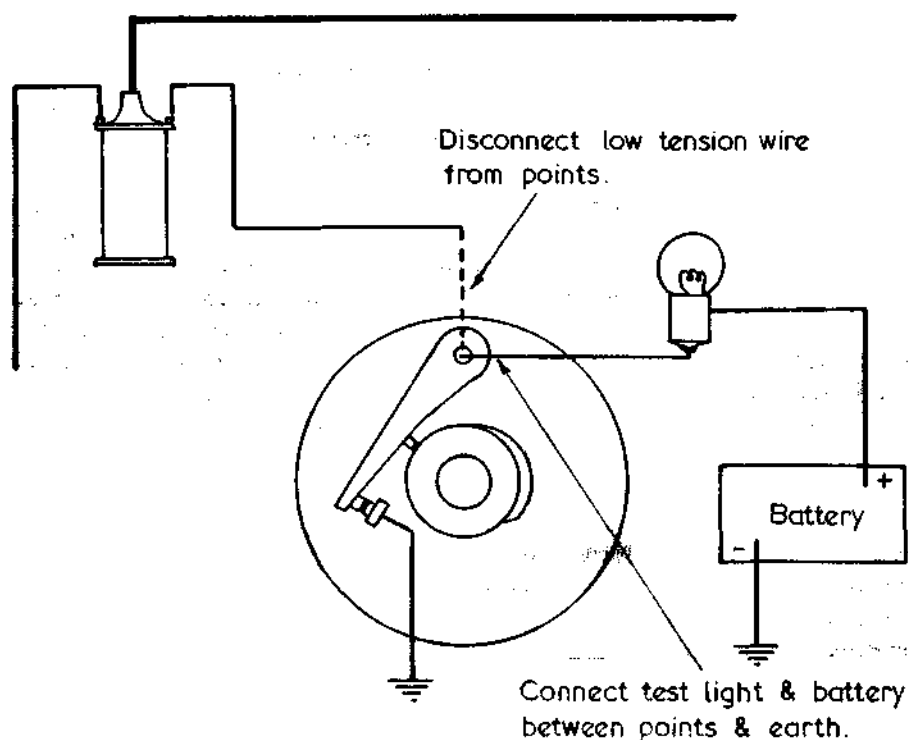 Disconnect low tension wire
from points.
+
Battery
-
Connect test light & battery
between points & earth.